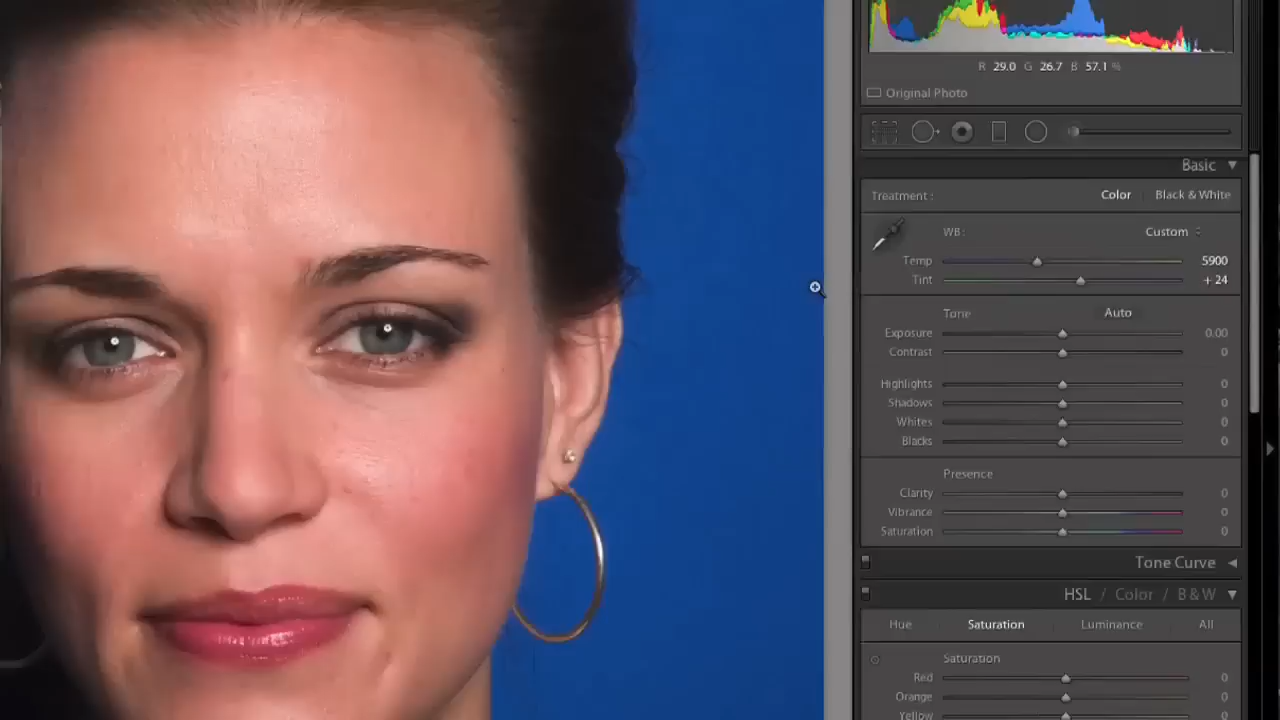 R 29.0 G 26.7 B 57.1 %
Original Photo
Basic
Treatment : Color Black & White
WB: Custom
Temp 5900
Tint + 24
Tone Auto
Exposure 0.00
Contrast 0
Highlights 0
Shadows 0
Whites 0
Blacks 0
Presence
Clarity 0
Vibrance 0
Saturation 0
Tone Curve
HSL / Color / B & W
Hue Saturation Luminance All
Saturation
Red 0
Orange 0
Yellow 0